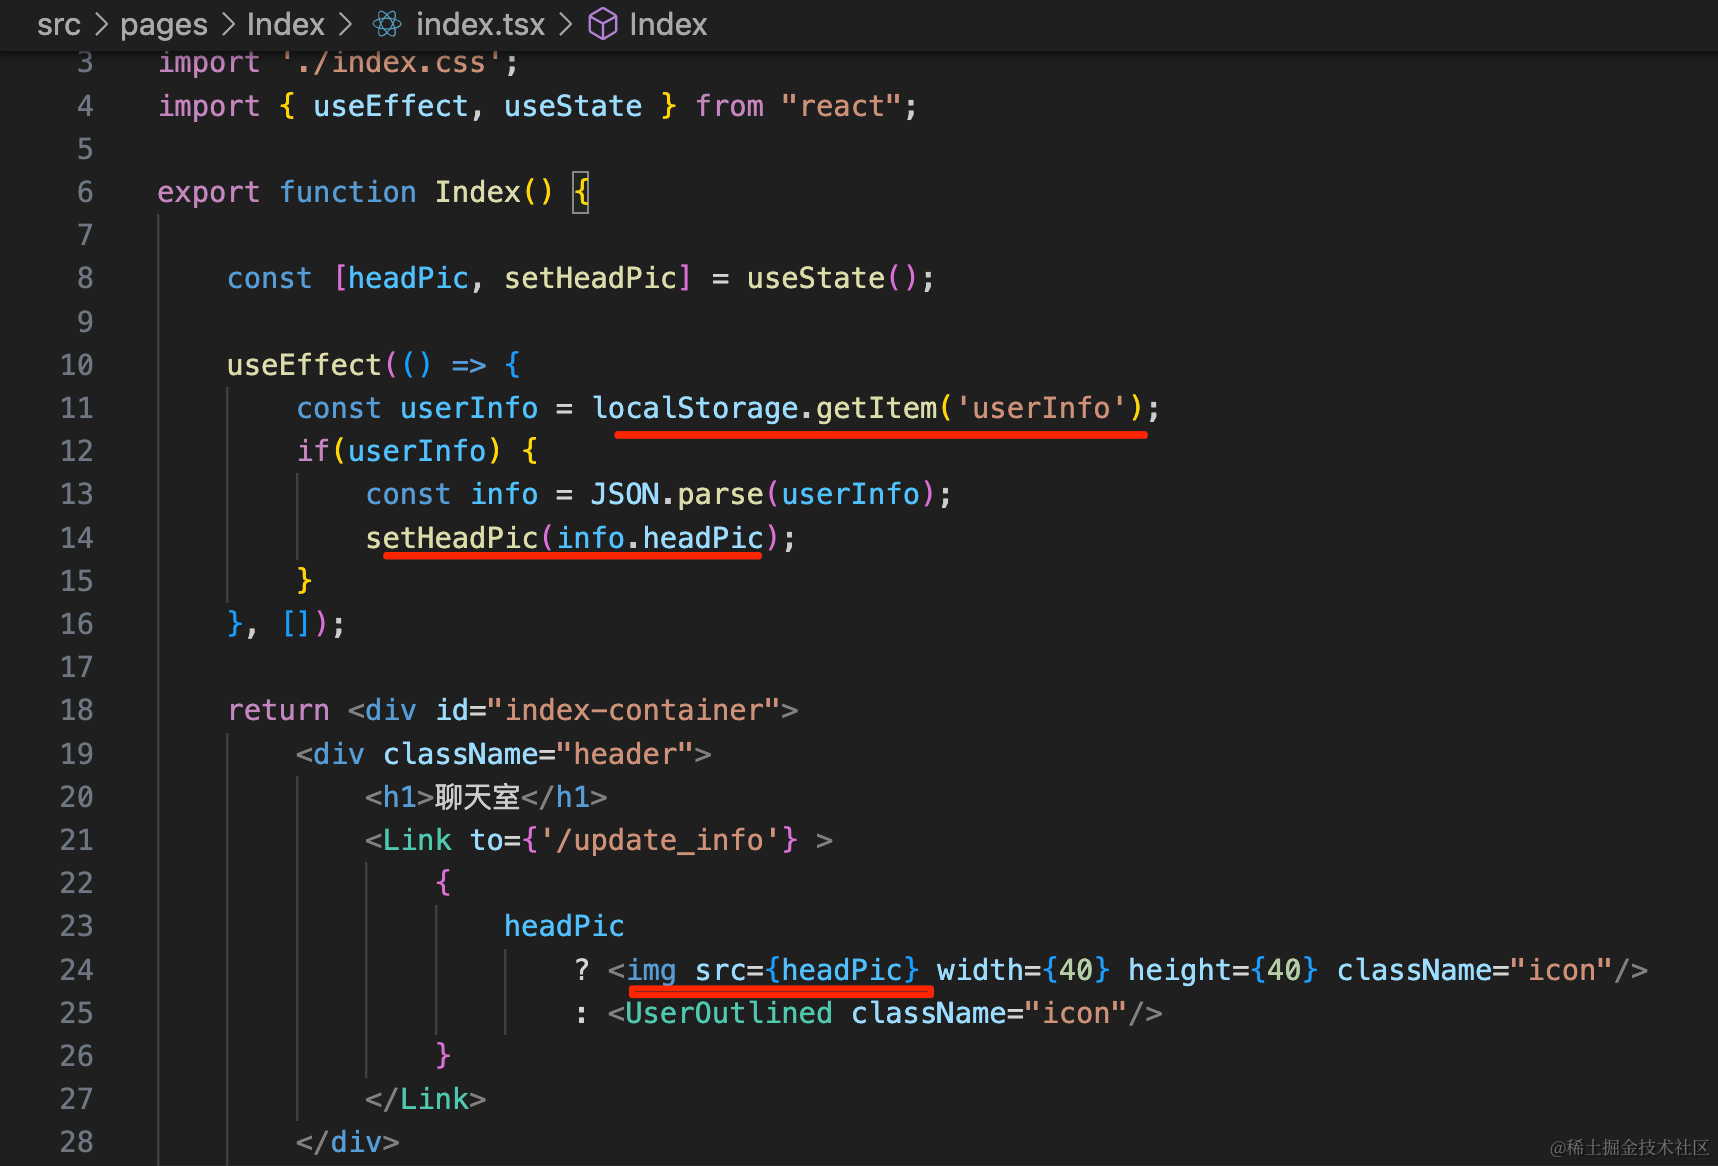 src > pages > Index > index.tsx > Index
3 import './index.css';
4 import { useEffect, useState } from "react";
5
6 export function Index() {
7
8 const [headPic, setHeadPic] = useState();
9
10 useEffect(() => {
11 const userInfo = localStorage.getItem('userInfo');
12 if(userInfo) {
13 const info = JSON.parse(userInfo);
14 setHeadPic(info.headPic);
15 }
16 }, []);
17
18 return <div id="index-container">
19 <div className="header">
20 <h1>聊天室</h1>
21 <Link to={'/update_info'} >
22 {
23 headPic
24 ? <img src={headPic} width={40} height={40} className="icon"/>
25 : <UserOutlined className="icon"/>
26 }
27 </Link>
28 </div>
@稀土掘金技术社区